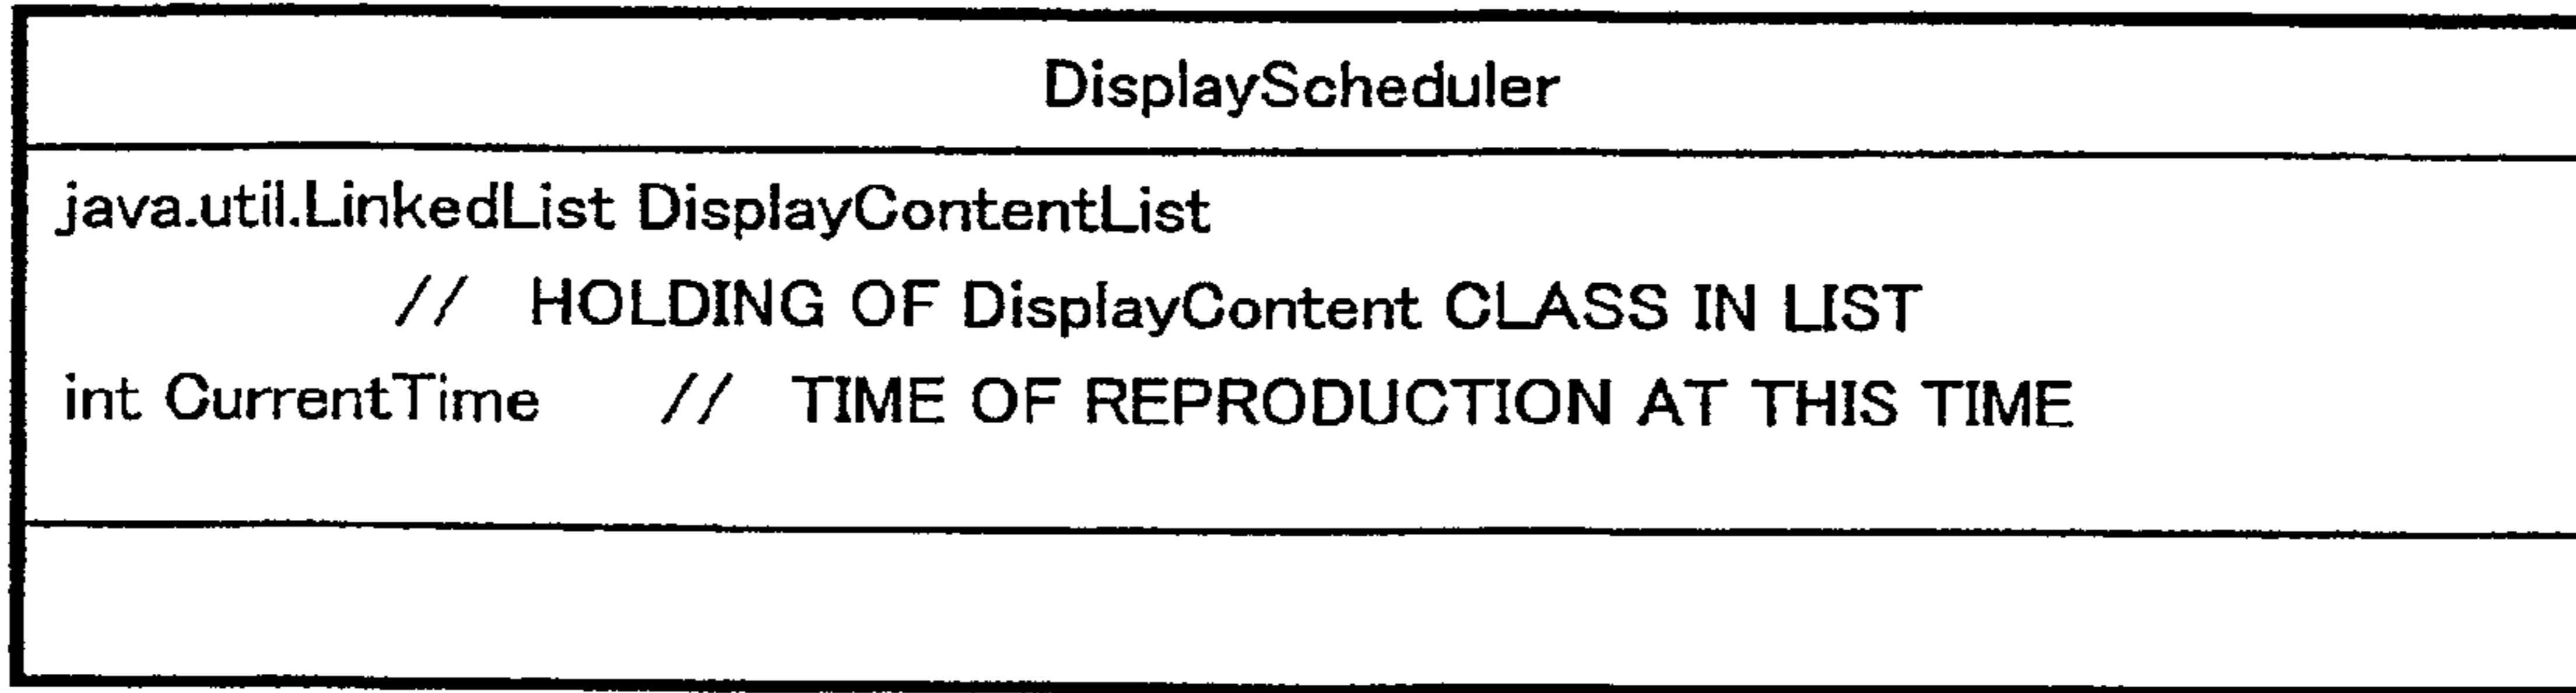 DisplayScheduler
java.util.LinkedList DisplayContentList
// HOLDING OF DisplayContent CLASS IN LIST
int CurrentTime // TIME OF REPRODUCTION AT THIS TIME